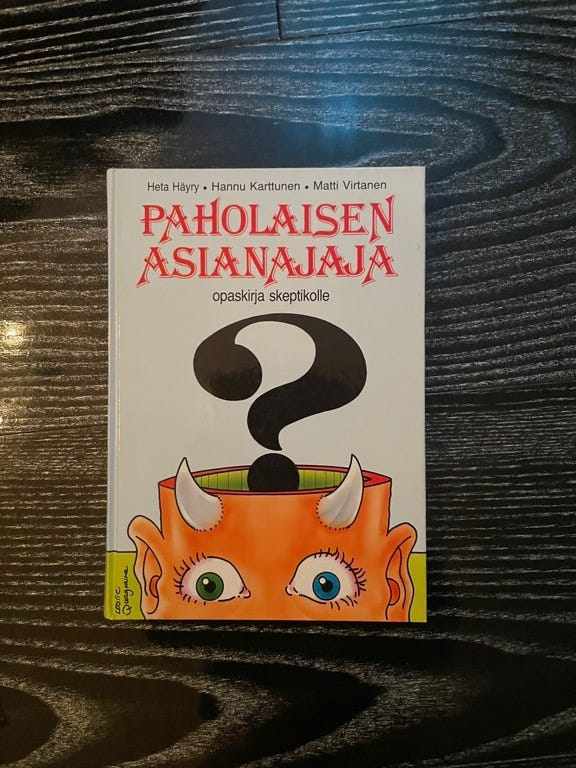 Heta Häyry • Hannu Karttunen • Matti Virtanen
PAHOLAISEN
ASIANAJAJA
opaskirja skeptikolle
?